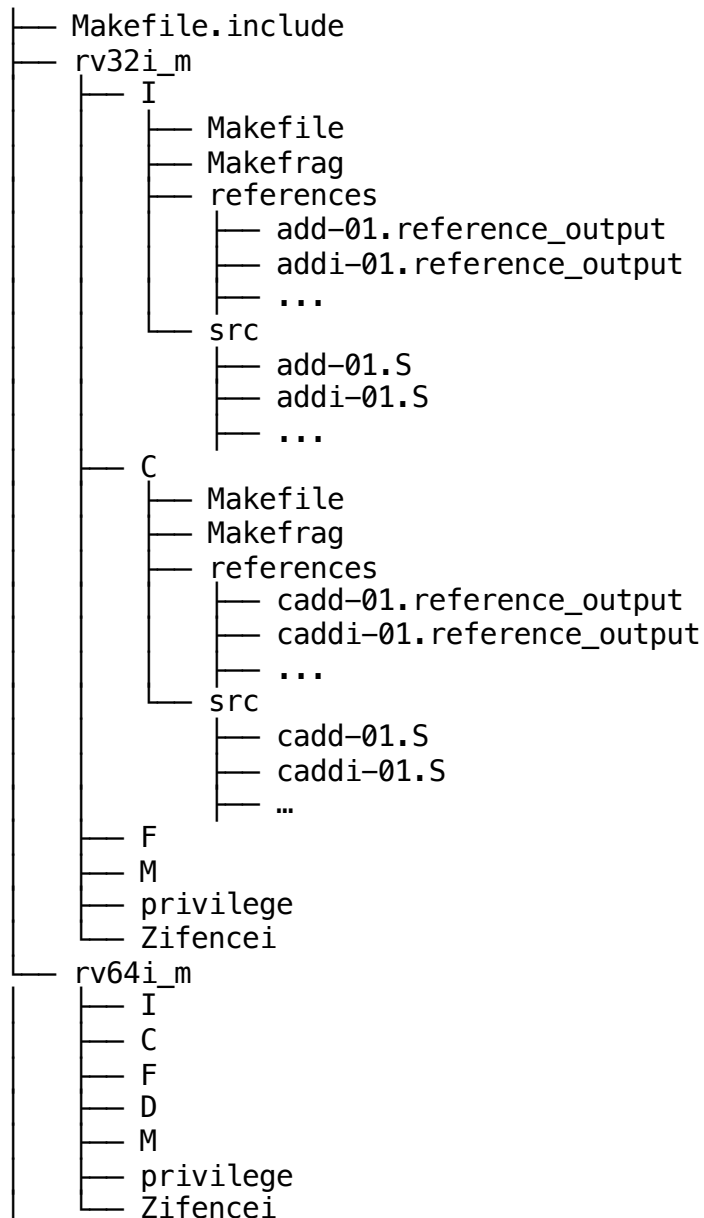 ├── Makefile.include
├── rv32i_m
│   ├── I
│   │   ├── Makefile
│   │   ├── Makefrag
│   │   ├── references
│   │   │   ├── add-01.reference_output
│   │   │   ├── addi-01.reference_output
│   │   │   ├── ...
│   │   └── src
│   │       ├── add-01.S
│   │       ├── addi-01.S
│   │       ├── ...
│   ├── C
│   │   ├── Makefile
│   │   ├── Makefrag
│   │   ├── references
│   │   │   ├── cadd-01.reference_output
│   │   │   ├── caddi-01.reference_output
│   │   │   ├── ...
│   │   └── src
│   │       ├── cadd-01.S
│   │       ├── caddi-01.S
│   │       ├── …
│   ├── F
│   ├── M
│   ├── privilege
│   └── Zifencei
└── rv64i_m
│   ├── I
│   ├── C
│   ├── F
│   ├── D
│   ├── M
│   ├── privilege
│   └── Zifencei